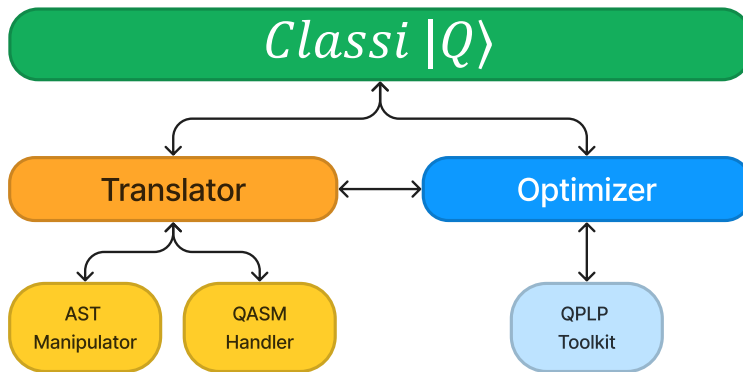 Classi |Q⟩
Translator
Optimizer
AST
Manipulator
QASM
Handler
QPLP
Toolkit